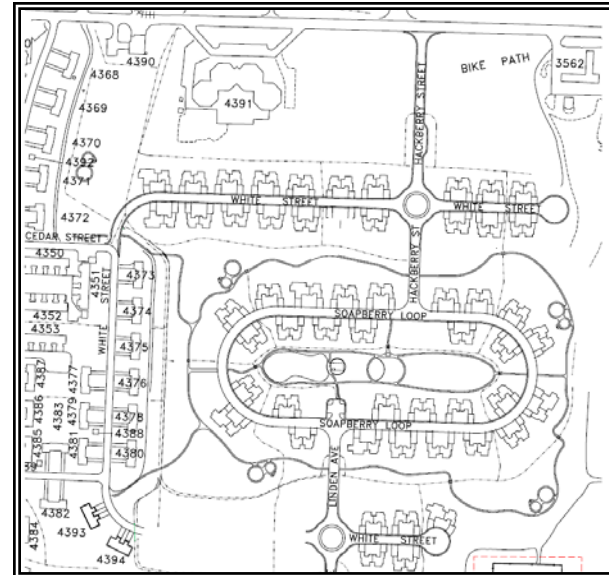 4390
4368
BIKE PATH
3562
4369
4391
HACKBERRY STREET
4370
4392
4371
WHITE STREET
WHITE STREET
4372
CEDAR STREET
4350
4351
WHITE STREET
4373
HACKBERRY ST
4374
4352
SOAPBERRY LOOP
4353
4375
4387
4377
4376
4386
4383
4379
4378
4388
4385
4381
4380
SOAPBERRY LOOP
LINDEN AVE
4382
4393
4384
4394
WHITE STREET